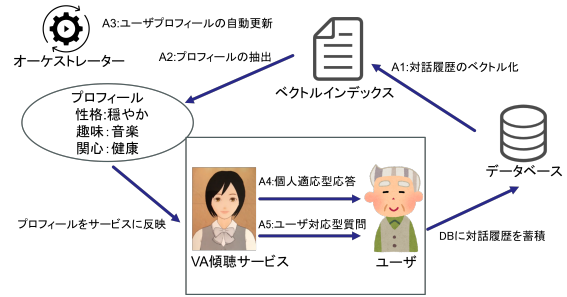 A3:ユーザプロフィールの自動更新
オーケストレーター
A2:プロフィールの抽出
A1:対話履歴のベクトル化
ベクトルインデックス
プロフィール
性格:穏やか
趣味:音楽
関心:健康
データベース
A4:個人適応型応答
A5:ユーザ対応型質問
プロフィールをサービスに反映
DBに対話履歴を蓄積
VA傾聴サービス
ユーザ